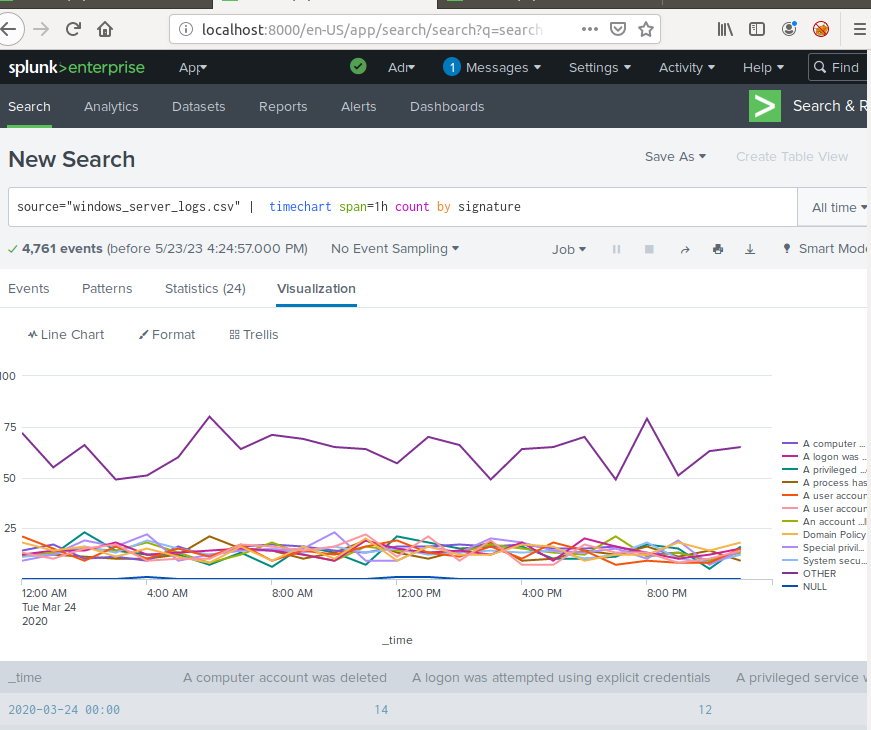 localhost:8000/en-US/app/search/search?q=search
splunk>enterprise App Adr 1 Messages Settings Activity Help Find
Search Analytics Datasets Reports Alerts Dashboards Search & R
New Search
Save As Create Table View
source="windows_server_logs.csv" | timechart span=1h count by signature
All time
4,761 events (before 5/23/23 4:24:57.000 PM) No Event Sampling Job Smart Mode
Events Patterns Statistics (24) Visualization
Line Chart Format Trellis
100
75
50
25
A computer ...
A logon was ...
A privileged ...
A process has
A user accoun
A user accoun
An account ...
Domain Policy
Special privil...
System secu...
OTHER
NULL
12:00 AM 4:00 AM 8:00 AM 12:00 PM 4:00 PM 8:00 PM
Tue Mar 24
2020
_time
_time A computer account was deleted A logon was attempted using explicit credentials A privileged service w
2020-03-24 00:00 14 12